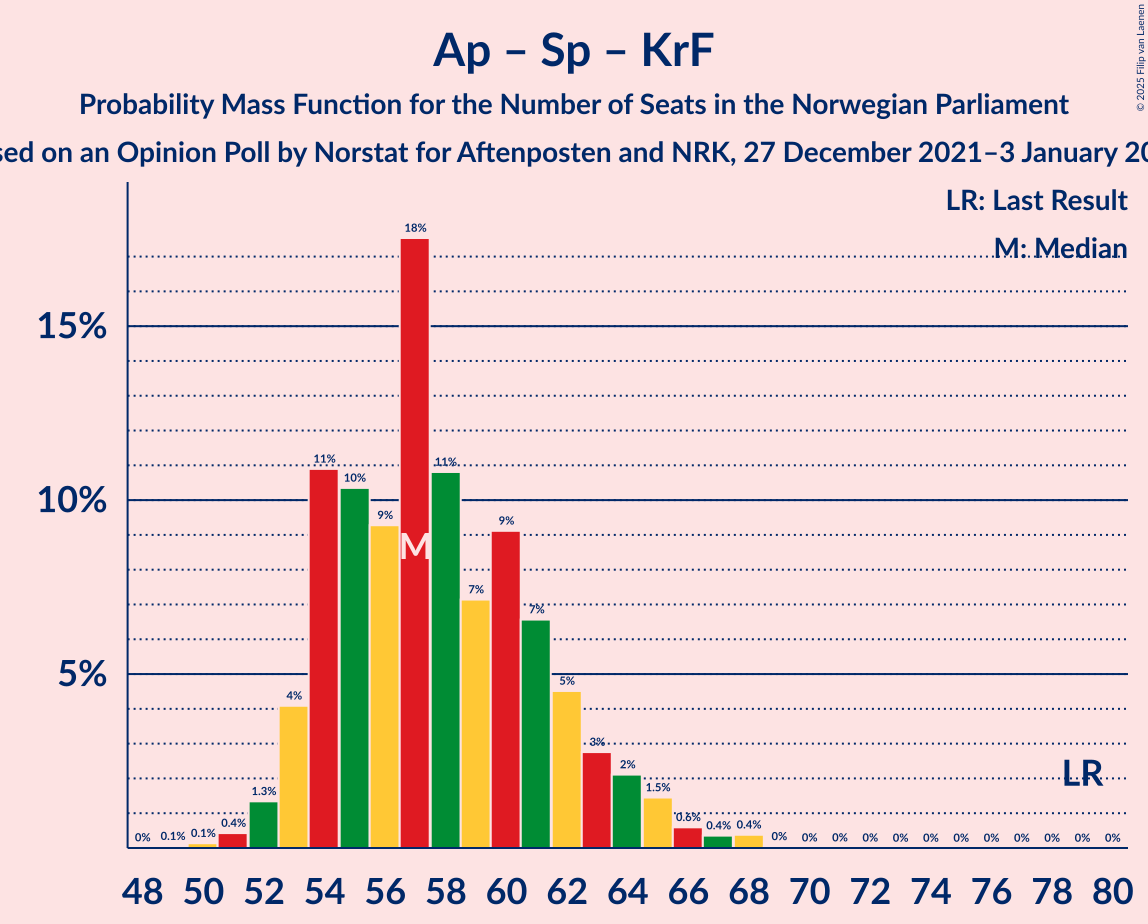 Ap – Sp – KrF
Probability Mass Function for the Number of Seats in the Norwegian Parliament
on an Opinion Poll by Norstat for Aftenposten and NRK, 27 December 2021–3 January
© 2025 Filip van Laenen
LR: Last Result
M: Median
15%
10%
5%
0% 0.1% 0.1% 0.4% 1.3% 4% 11% 10% 9% 18% 11% 7% 9% 7% 5% 3% 2% 1.5% 0.6% 0.4% 0.4% 0% 0% 0% 0% 0% 0% 0% 0% 0% 0% 0% 0%
M
LR
48 50 52 54 56 58 60 62 64 66 68 70 72 74 76 78 80